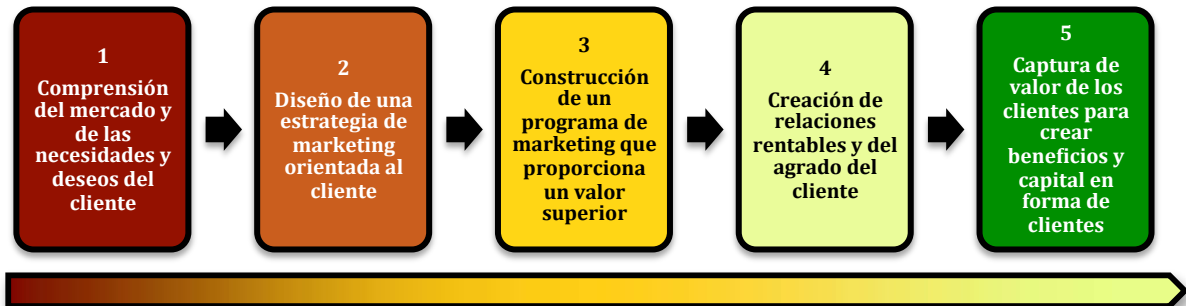 1
Comprensión
del mercado y
de las
necesidades y
deseos del
cliente
2
Diseño de una
estrategia de
marketing
orientada al
cliente
3
Construcción
de un
programa de
marketing que
proporciona
un valor
superior
4
Creación de
relaciones
rentables y del
agrado del
cliente
5
Captura de
valor de los
clientes para
crear
beneficios y
capital en
forma de
clientes